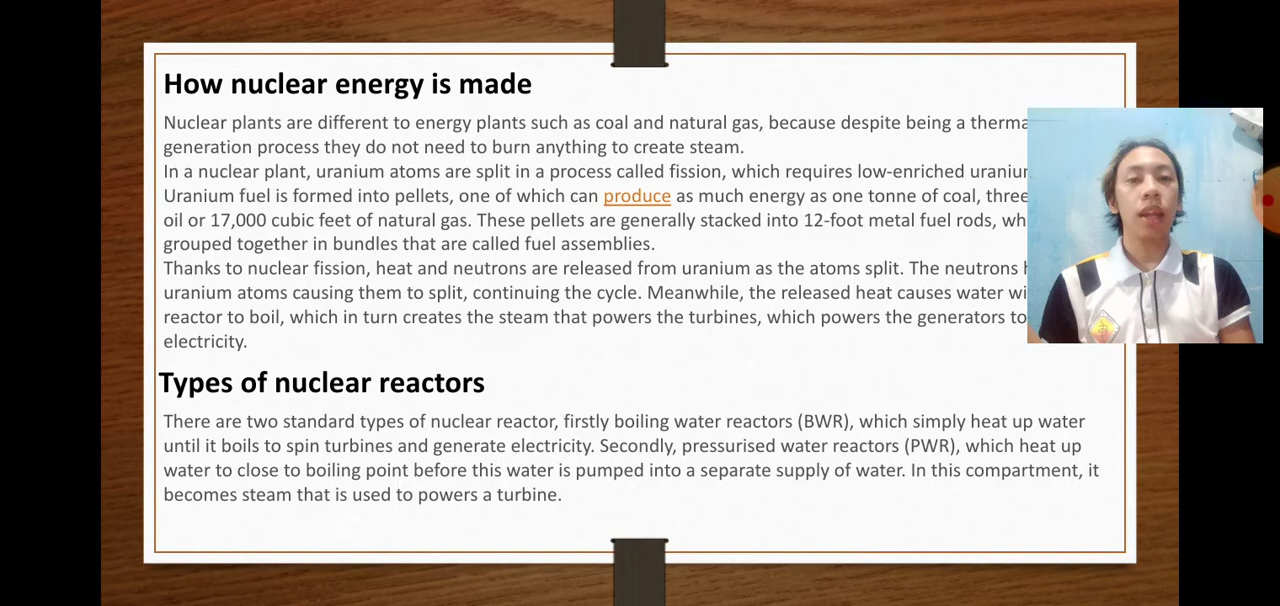 How nuclear energy is made
Nuclear plants are different to energy plants such as coal and natural gas, because despite being a
generation process they do not need to burn anything to create steam.
In a nuclear plant, uranium atoms are split in a process called fission, which requires low-enriched
Uranium fuel is formed into pellets, one of which can produce as much energy as one tonne of coal, three
oil or 17,000 cubic feet of natural gas. These pellets are generally stacked into 12-foot metal fuel rods,
grouped together in bundles that are called fuel assemblies.
Thanks to nuclear fission, heat and neutrons are released from uranium as the atoms split. The neutrons
uranium atoms causing them to split, continuing the cycle. Meanwhile, the released heat causes water
reactor to boil, which in turn creates the steam that powers the turbines, which powers the generators to
electricity.
Types of nuclear reactors
There are two standard types of nuclear reactor, firstly boiling water reactors (BWR), which simply heat up water
until it boils to spin turbines and generate electricity. Secondly, pressurised water reactors (PWR), which heat up
water to close to boiling point before this water is pumped into a separate supply of water. In this compartment, it
becomes steam that is used to powers a turbine.